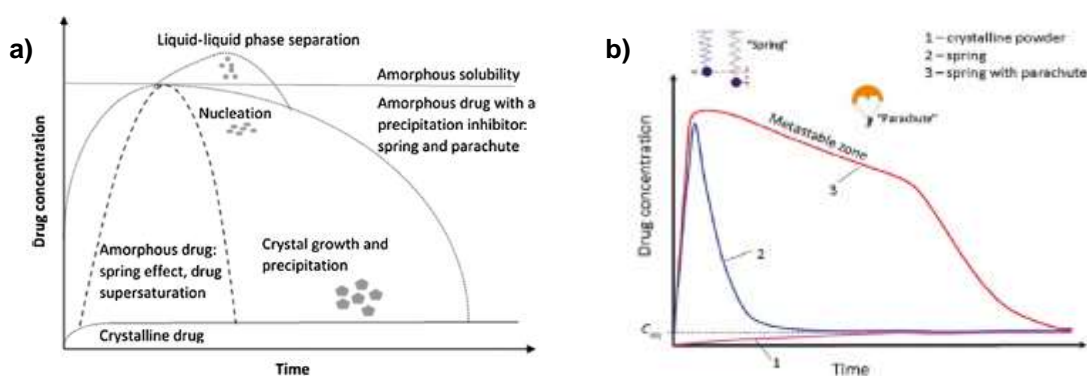 a)
Liquid-liquid phase separation
Amorphous solubility
Nucleation
Amorphous drug with a
precipitation inhibitor:
spring and parachute
Drug concentration
Amorphous drug:
spring effect, drug
supersaturation
Crystal growth and
precipitation
Crystalline drug
Time
b)
"Spring"
1 – crystalline powder
2 – spring
3 – spring with parachute
"Parachute"
Metastable zone
3
Drug concentration
2
1
Time